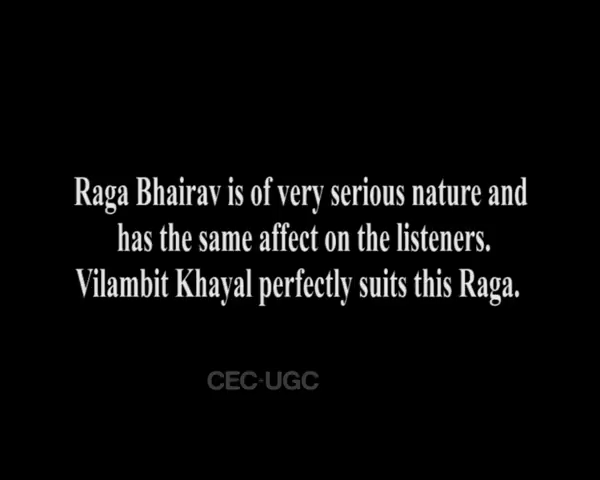 Raga Bhairav is of very serious nature and
has the same affect on the listeners.
Vilambit Khayal perfectly suits this Raga.
CEC-UGC